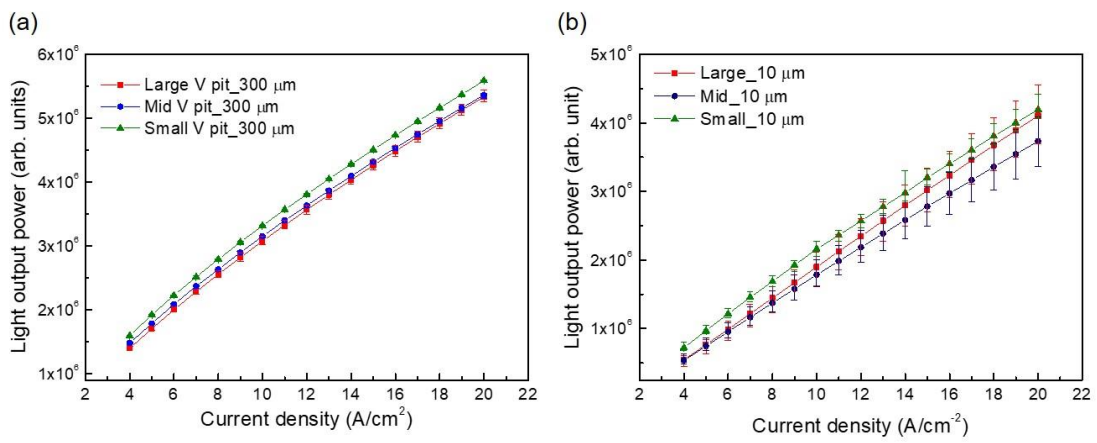 (a)
6x10⁶
5x10⁶
4x10⁶
3x10⁶
2x10⁶
1x10⁶
Light output power (arb. units)
Large V pit_300 μm
Mid V pit_300 μm
Small V pit_300 μm
2 4 6 8 10 12 14 16 18 20 22
Current density (A/cm²)
(b)
5x10⁶
4x10⁶
3x10⁶
2x10⁶
1x10⁶
Light output power (arb. unit)
Large_10 μm
Mid_10 μm
Small_10 μm
2 4 6 8 10 12 14 16 18 20 22
Current density (A/cm⁻²)